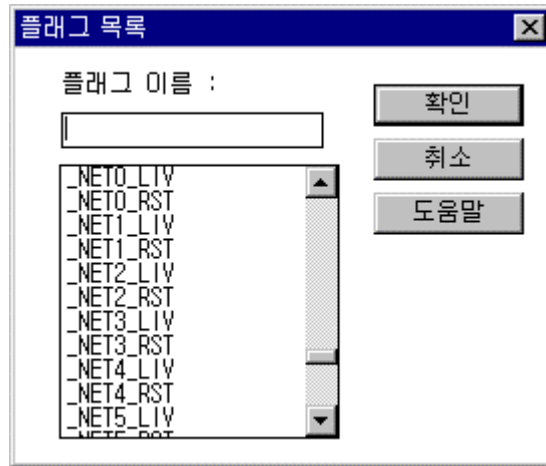 플래그 목록
플래그 이름 :
확인
취소
도움말
_NET0_LIV
_NET0_RST
_NET1_LIV
_NET1_RST
_NET2_LIV
_NET2_RST
_NET3_LIV
_NET3_RST
_NET4_LIV
_NET4_RST
_NET5_LIV